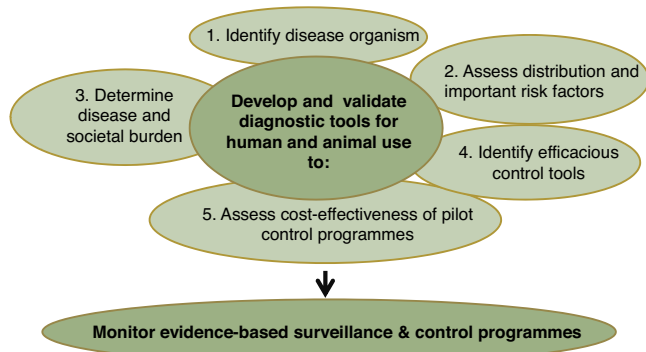 1. Identify disease organism
2. Assess distribution and
important risk factors
3. Determine
disease and
societal burden
Develop and validate
diagnostic tools for
human and animal use
to:
4. Identify efficacious
control tools
5. Assess cost-effectiveness of pilot
control programmes
Monitor evidence-based surveillance & control programmes